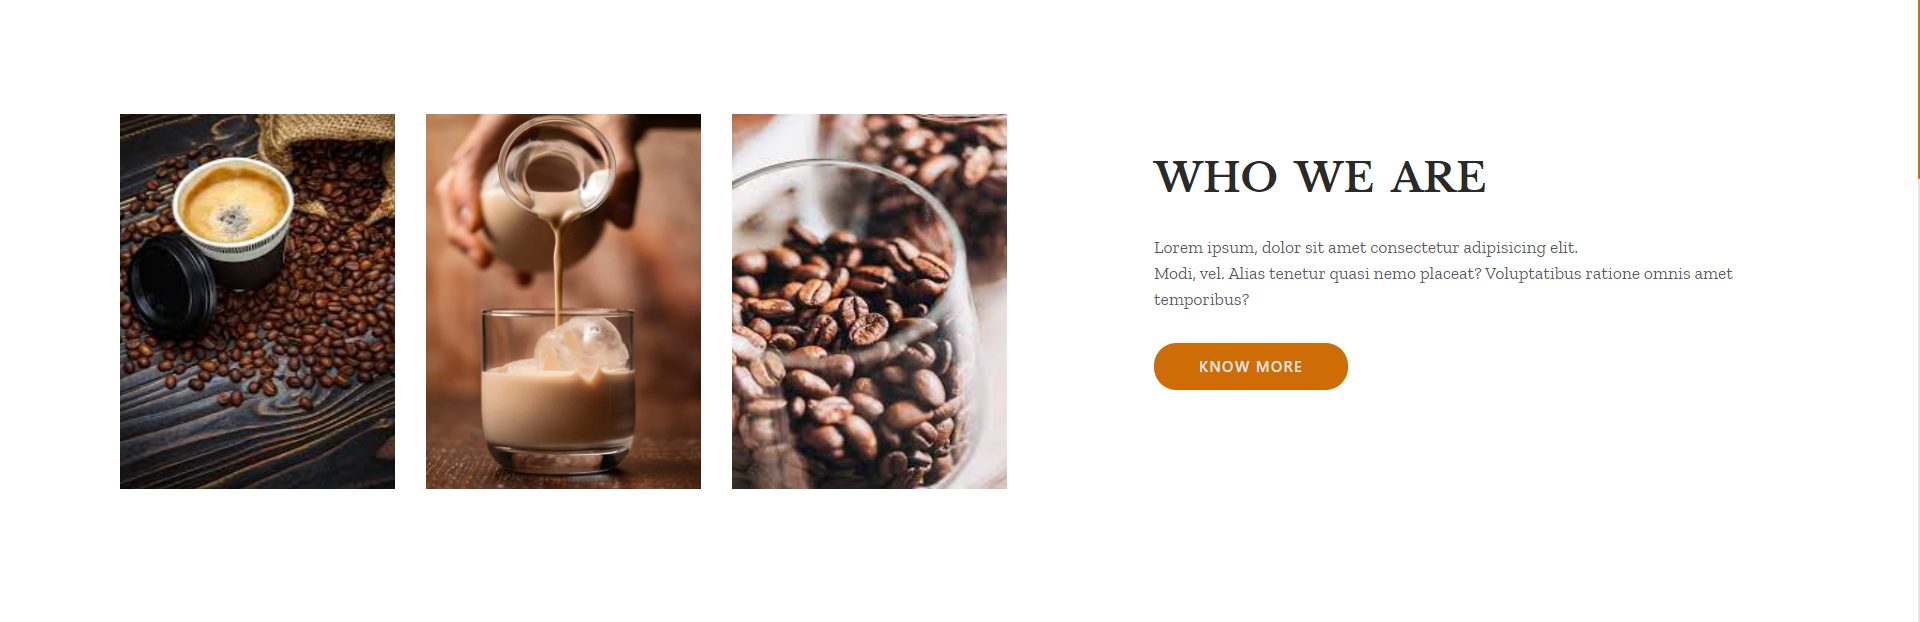 WHO WE ARE
Lorem ipsum, dolor sit amet consectetur adipisicing elit.
Modi, vel. Alias tenetur quasi nemo placeat? Voluptatibus ratione omnis amet
temporibus?
KNOW MORE